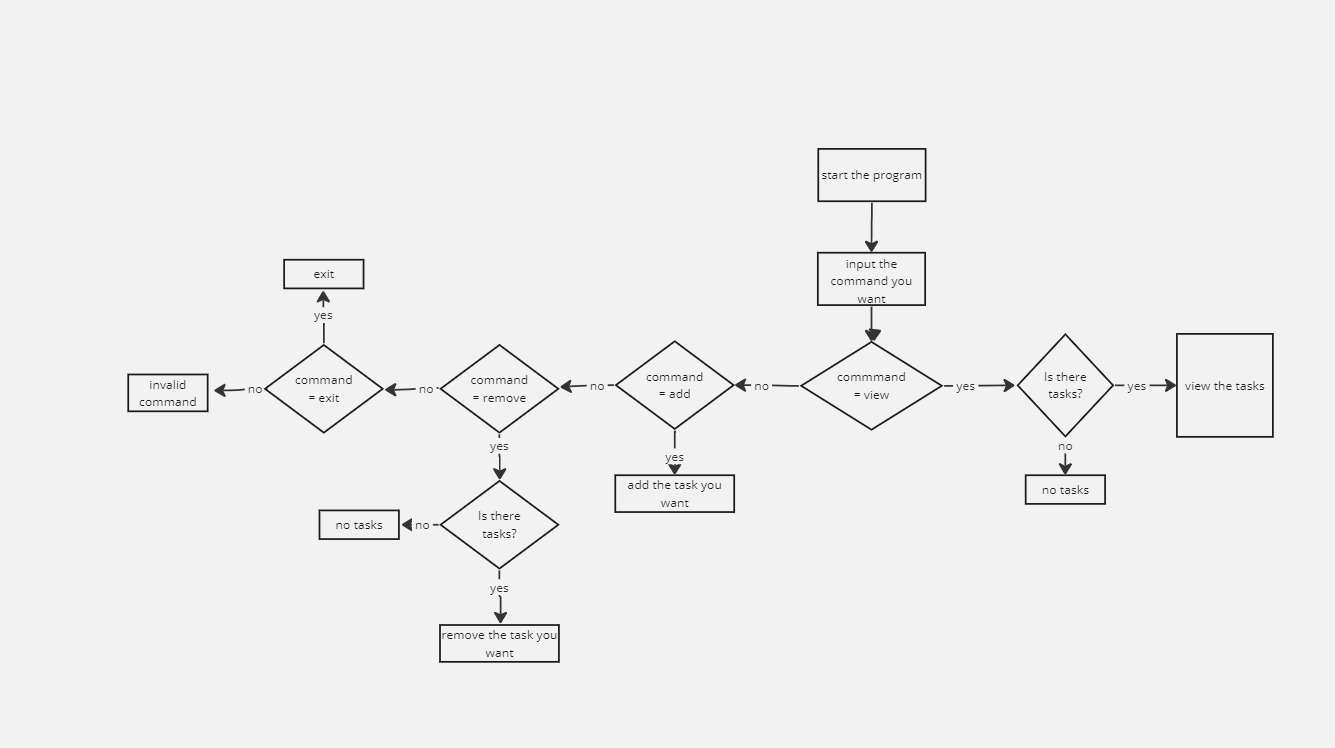 start the program
input the
command you
want
commmand
= view
yes
Is there
tasks?
yes
view the tasks
no
no tasks
no
command
= add
yes
add the task you
want
no
command
= remove
yes
Is there
tasks?
no
no tasks
yes
remove the task you
want
no
command
= exit
yes
exit
no
invalid
command